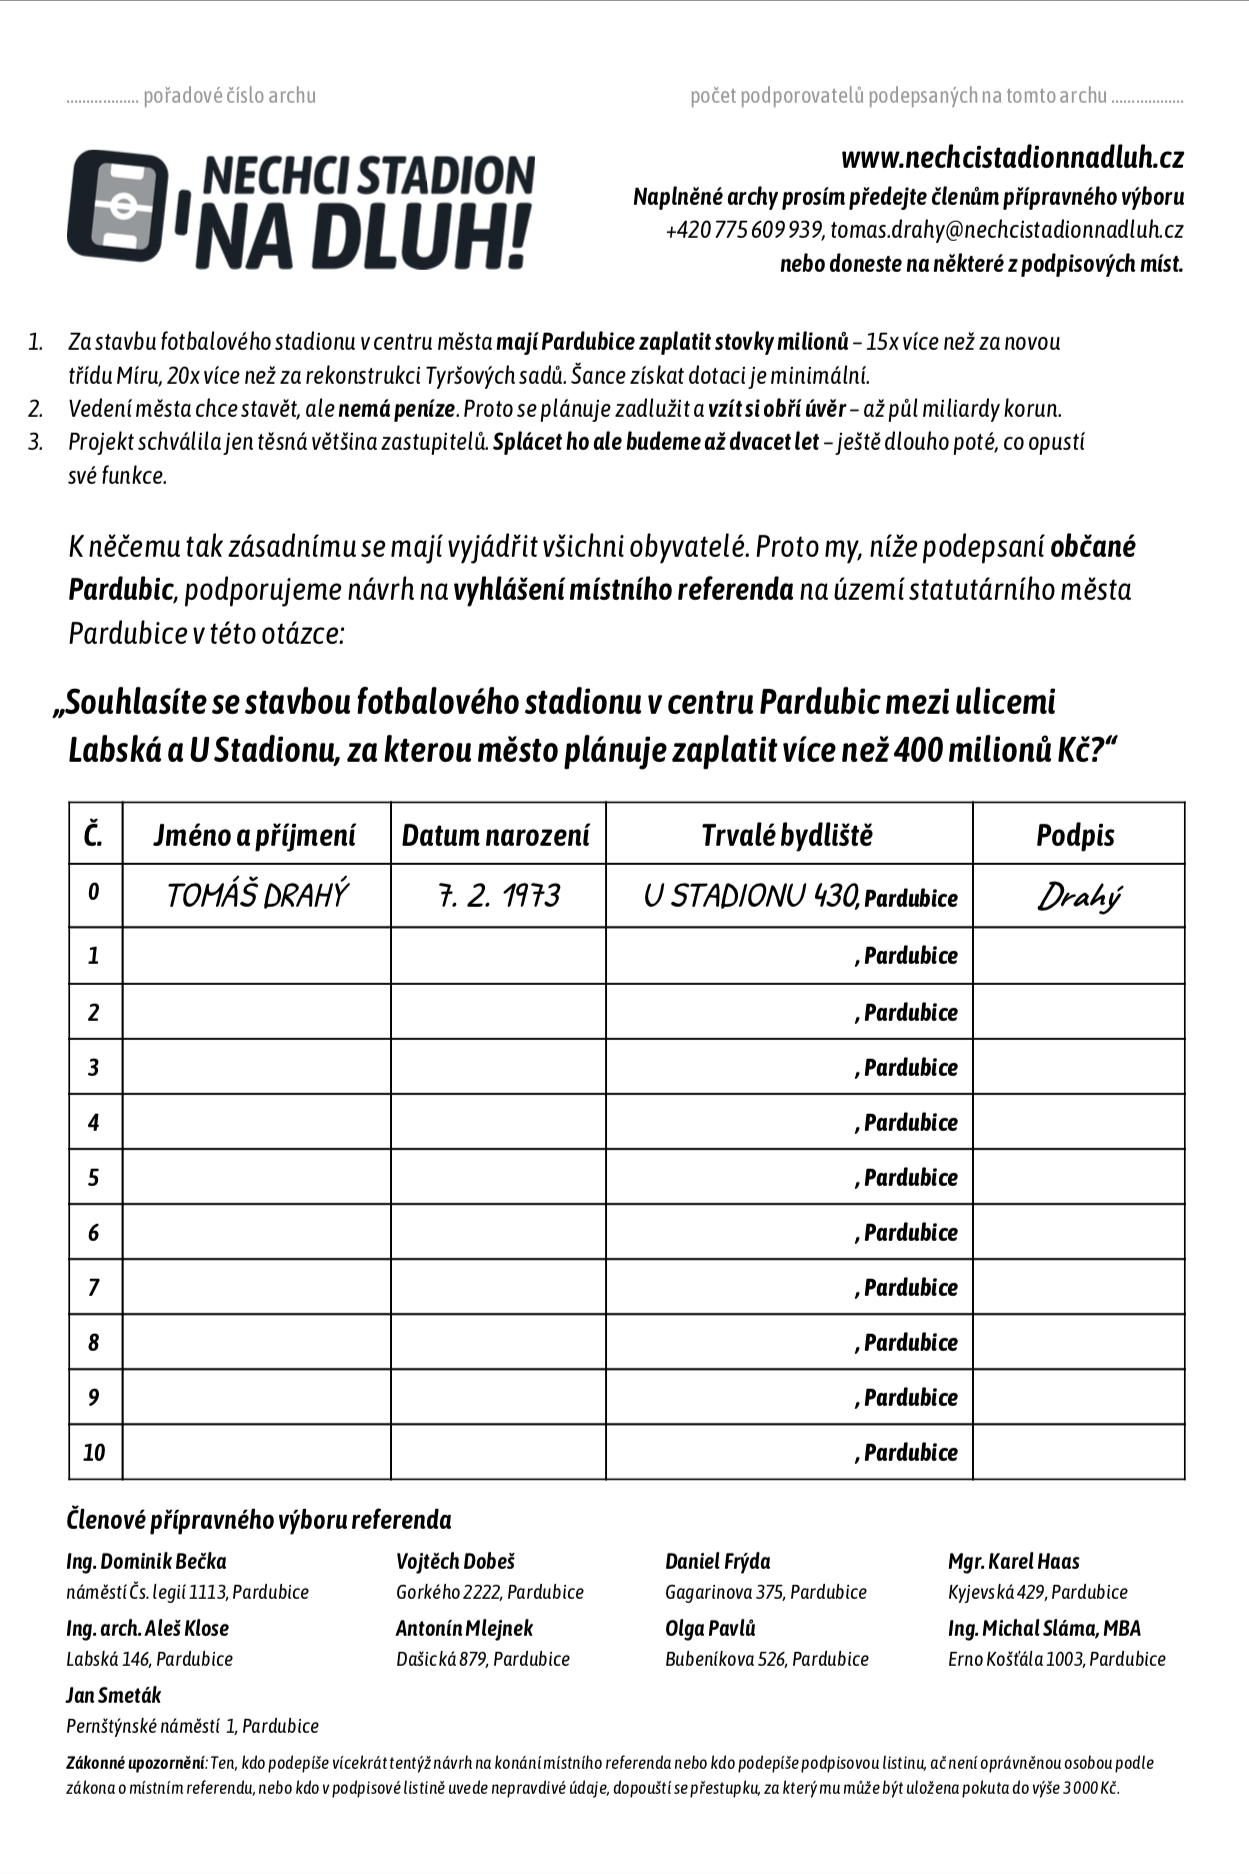 .................. pořadové číslo archu
počet podporovatelů podepsaných na tomto archu ..................
NECHCI STADION
NA DLUH!
www.nechcistadionnadluh.cz
Naplněné archy prosím předejte členům přípravného výboru
+420 775 609 939, tomas.drahy@nechcistadionnadluh.cz
nebo doneste na některé z podpisových míst.
1. Za stavbu fotbalového stadionu v centru města mají Pardubice zaplatit stovky milionů – 15x více než za novou
třídu Míru, 20x více než za rekonstrukci Tyršových sadů. Šance získat dotaci je minimální.
2. Vedení města chce stavět, ale nemá peníze. Proto se plánuje zadlužit a vzít si obří úvěr – až půl miliardy korun.
3. Projekt schválila jen těsná většina zastupitelů. Splácet ho ale budeme až dvacet let – ještě dlouho poté, co opustí
své funkce.
K něčemu tak zásadnímu se mají vyjádřit všichni obyvatelé. Proto my, níže podepsaní občané
Pardubic, podporujeme návrh na vyhlášení místního referenda na území statutárního města
Pardubice v této otázce:
„Souhlasíte se stavbou fotbalového stadionu v centru Pardubic mezi ulicemi
Labská a U Stadionu, za kterou město plánuje zaplatit více než 400 milionů Kč?“
Č. Jméno a příjmení Datum narození Trvalé bydliště Podpis
0 TOMÁŠ DRAHÝ 7. 2. 1973 U STADIONU 430, Pardubice Drahý
1 , Pardubice
2 , Pardubice
3 , Pardubice
4 , Pardubice
5 , Pardubice
6 , Pardubice
7 , Pardubice
8 , Pardubice
9 , Pardubice
10 , Pardubice
Členové přípravného výboru referenda
Ing. Dominik Bečka Vojtěch Dobeš Daniel Frýda Mgr. Karel Haas
náměstí Čs. legií 1113, Pardubice Gorkého 2222, Pardubice Gagarinova 375, Pardubice Kyjevská 429, Pardubice
Ing. arch. Aleš Klose Antonín Mlejnek Olga Pavlů Ing. Michal Sláma, MBA
Labská 146, Pardubice Dašická 879, Pardubice Bubeníkova 526, Pardubice Erno Košťála 1003, Pardubice
Jan Smeták
Pernštýnské náměstí 1, Pardubice
Zákonné upozornění: Ten, kdo podepíše vícekrát tentýž návrh na konání místního referenda nebo kdo podepíše podpisovou listinu, ač není oprávněnou osobou podle
zákona o místním referendu, nebo kdo v podpisové listině uvede nepravdivé údaje, dopouští se přestupku, za který mu může být uložena pokuta do výše 3 000 Kč.